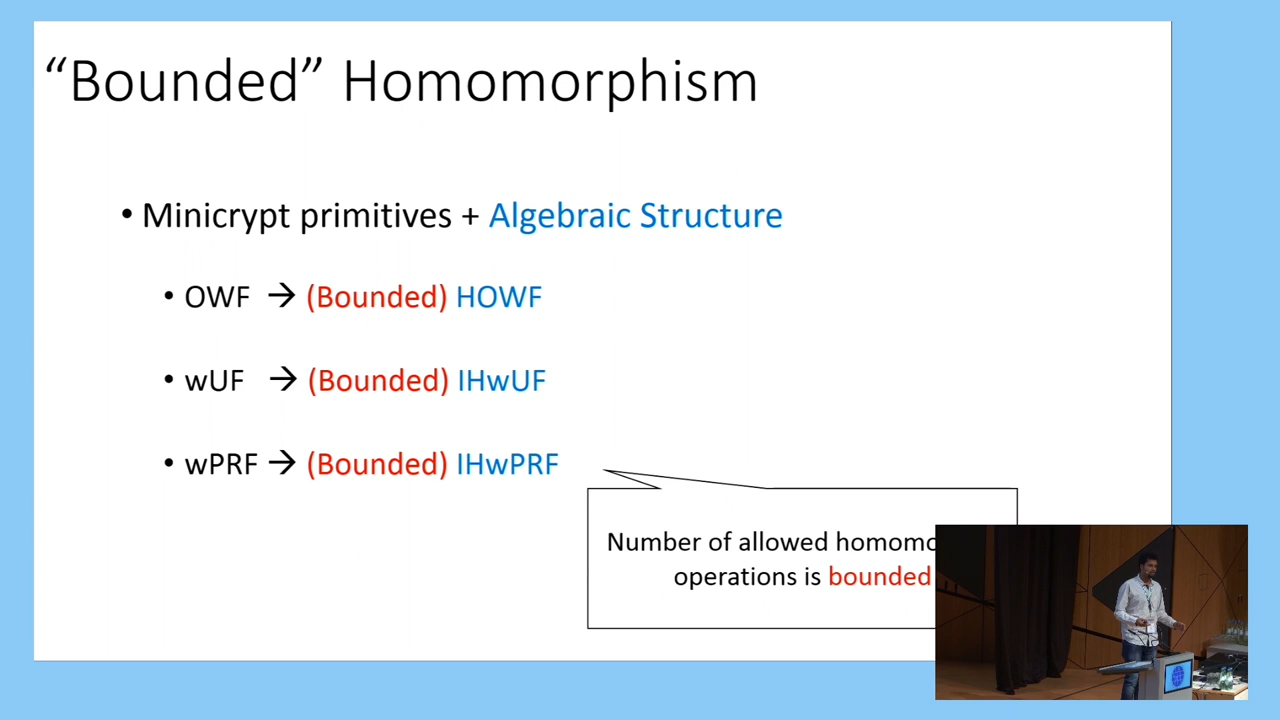 “Bounded” Homomorphism
• Minicrypt primitives + Algebraic Structure
• OWF → (Bounded) HOWF
• wUF → (Bounded) IHwUF
• wPRF → (Bounded) IHwPRF
Number of allowed
operations is bounded